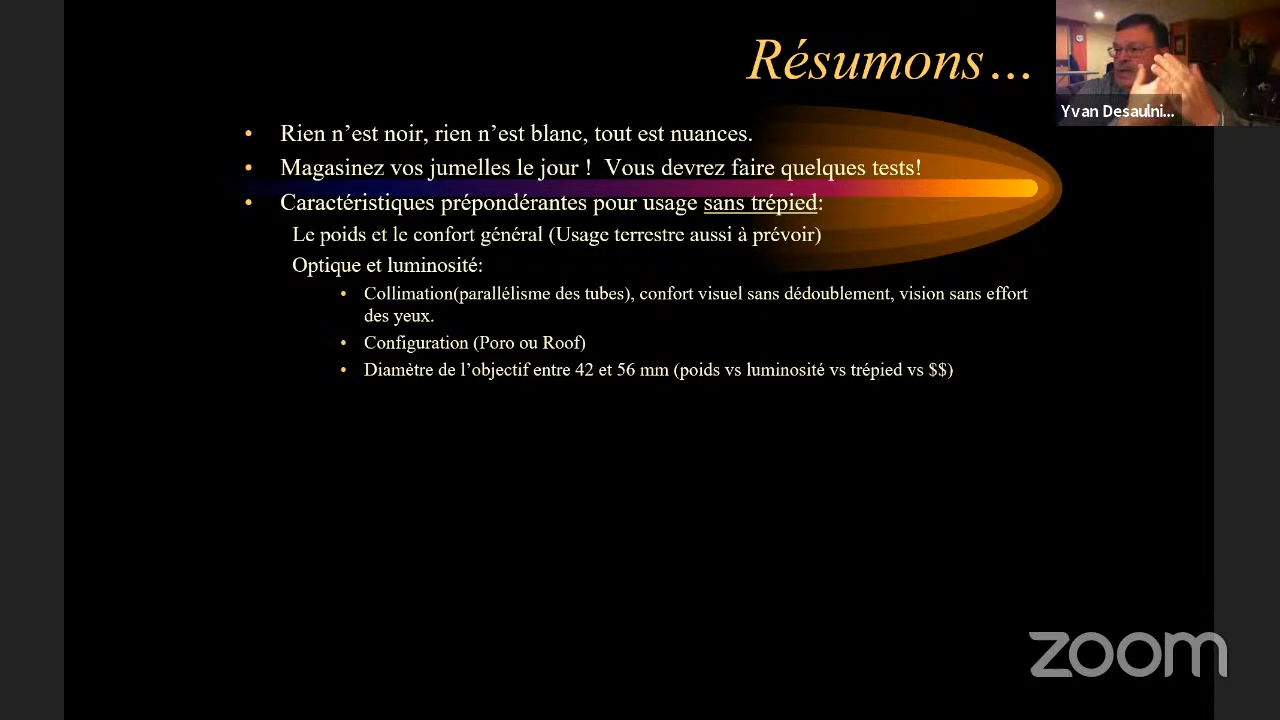 Résumons…
Yvan Desaulni...
• Rien n’est noir, rien n’est blanc, tout est nuances.
• Magasinez vos jumelles le jour ! Vous devrez faire quelques tests!
• Caractéristiques prépondérantes pour usage sans trépied:
Le poids et le confort général (Usage terrestre aussi à prévoir)
Optique et luminosité:
• Collimation(parallélisme des tubes), confort visuel sans dédoublement, vision sans effort
des yeux.
• Configuration (Poro ou Roof)
• Diamètre de l’objectif entre 42 et 56 mm (poids vs luminosité vs trépied vs $$)
zoom